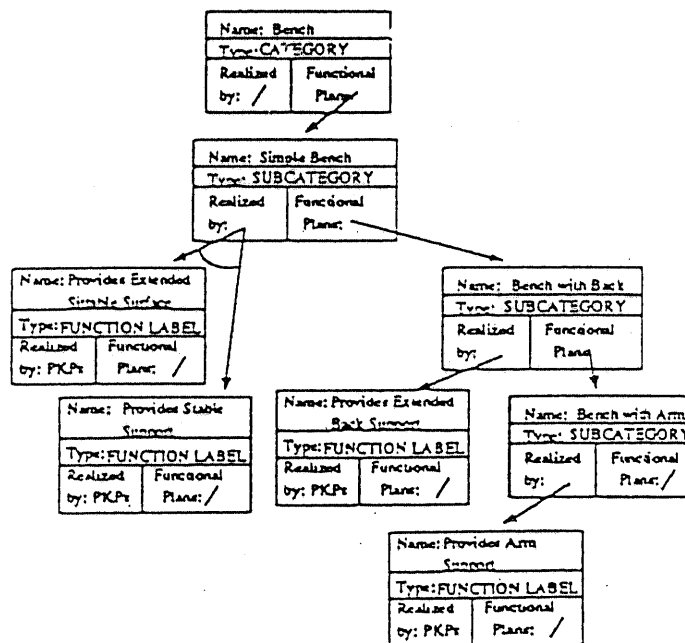 Name: Bench
Type: CATEGORY
Realized by: /
Functional Plane:
Name: Simple Bench
Type: SUBCATEGORY
Realized by:
Functional Plane:
Name: Provides Extended
Sittable Surface
Type: FUNCTION LABEL
Realized by: PKPs
Functional Plane: /
Name: Bench with Back
Type: SUBCATEGORY
Realized by:
Functional Plane
Name: Provides Stable
Support
Type: FUNCTION LABEL
Realized by: PKPs
Functional Plane: /
Name: Provides Extended
Back Support
Type: FUNCTION LABEL
Realized by: PKPs
Functional Plane: /
Name: Bench with Arm
Type: SUBCATEGORY
Realized by:
Functional Plane: /
Name: Provides Arm
Support
Type: FUNCTION LABEL
Realized by: PKPs
Functional Plane: /